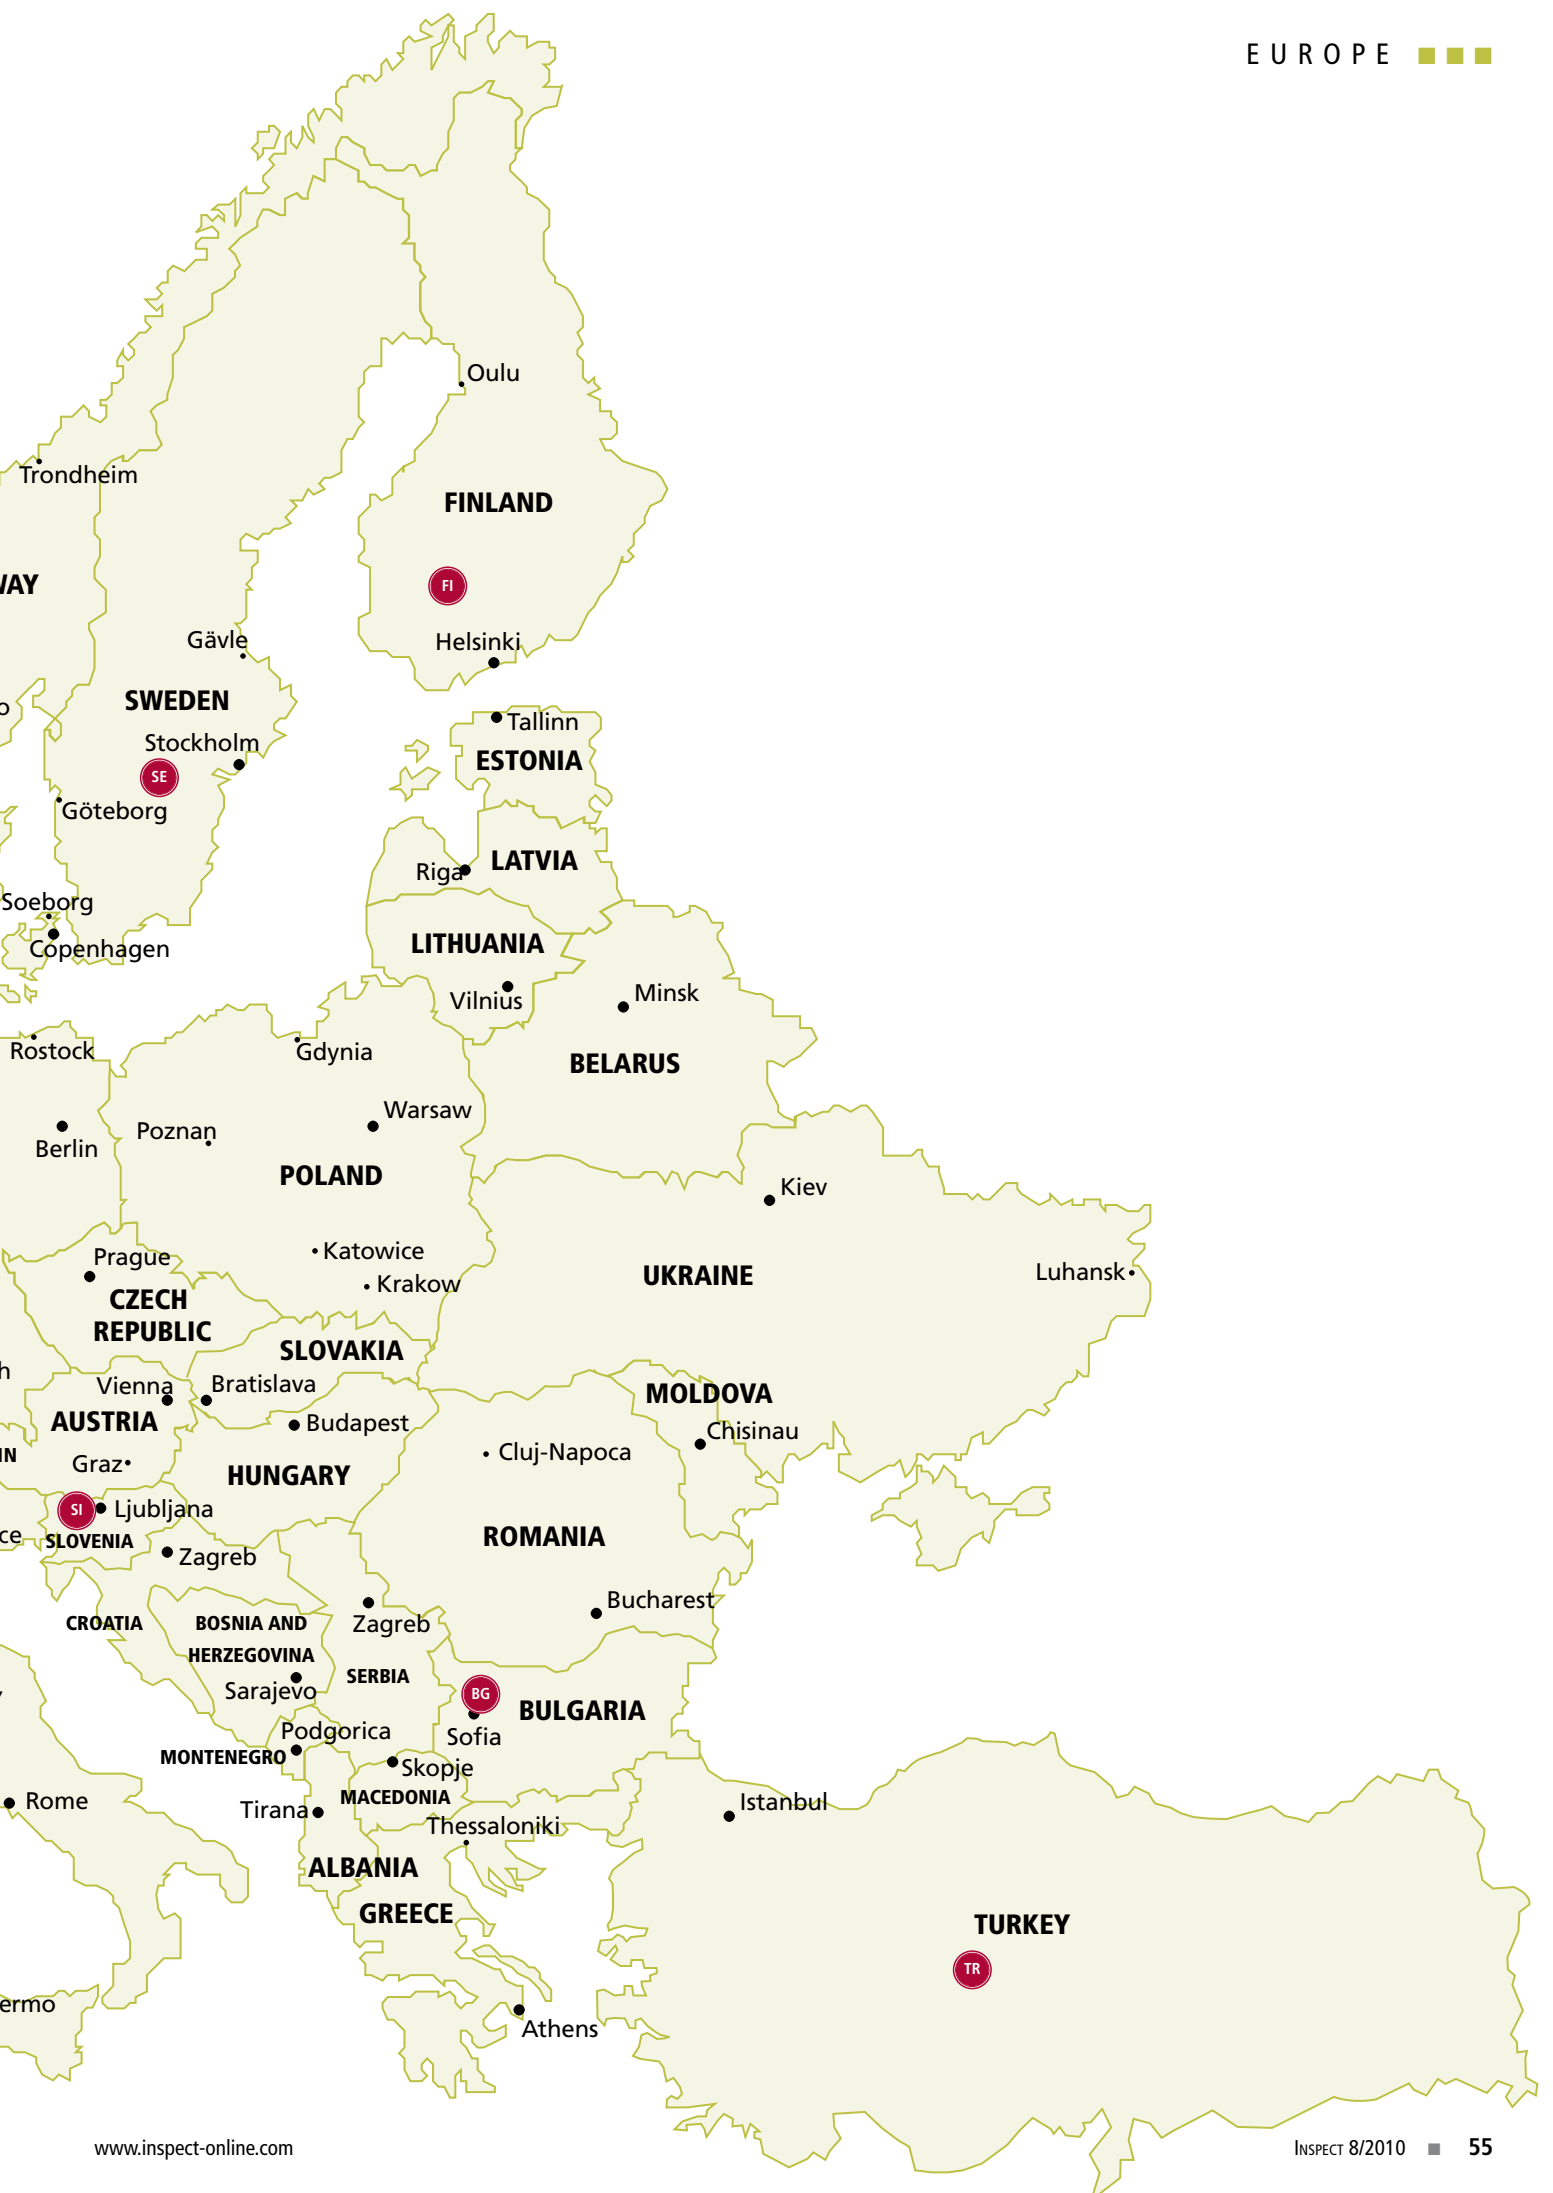 EUROPE
Oulu
Trondheim
FINLAND
WAY
FI
Gävle
Helsinki
SWEDEN
o
Tallinn
Stockholm
ESTONIA
SE
Göteborg
LATVIA
Riga
Soeborg
LITHUANIA
Copenhagen
Minsk
Vilnius
Rostock
Gdynia
BELARUS
Warsaw
Poznan
Berlin
POLAND
Kiev
Katowice
Prague
Luhansk
UKRAINE
Krakow
CZECH
REPUBLIC
SLOVAKIA
h
Vienna
Bratislava
MOLDOVA
AUSTRIA
Budapest
Chisinau
IN
Cluj-Napoca
Graz
HUNGARY
SI
Ljubljana
ce
SLOVENIA
ROMANIA
Zagreb
Bucharest
CROATIA
BOSNIA AND
HERZEGOVINA
Zagreb
SERBIA
Sarajevo
BG
BULGARIA
Podgorica
Sofia
MONTENEGRO
Skopje
MACEDONIA
Rome
Tirana
Istanbul
Thessaloniki
ALBANIA
GREECE
TURKEY
TR
ermo
Athens
www.inspect-online.com
INSPECT 8/2010 55